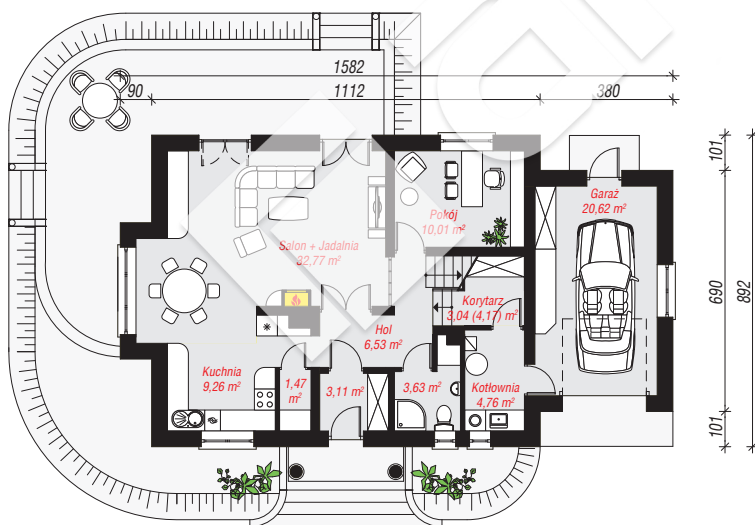 1582
90
1112
380
101
690
892
101
Garaż
20,62 m²
Pokój
10,01 m²
Salon + Jadalnia
32,77 m²
Korytarz
3,04 (4,17) m²
Hol
6,53 m²
Kuchnia
9,26 m²
1,47
m²
3,11 m²
3,63 m²
Kotłownia
4,76 m²